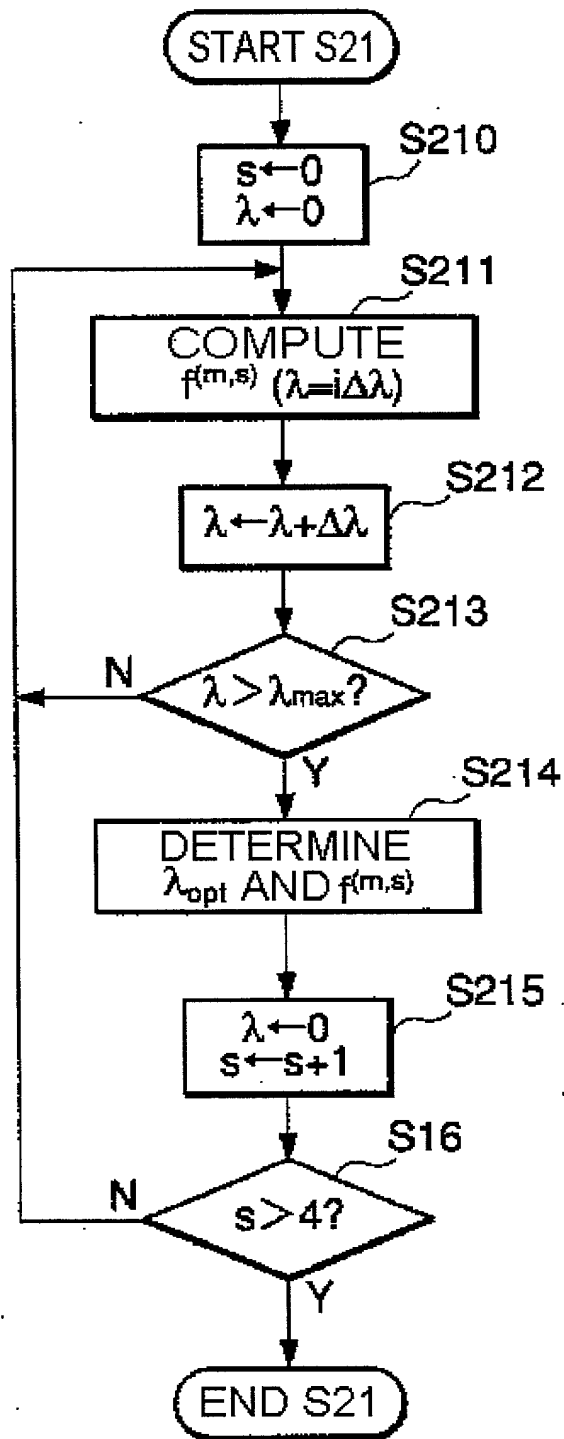 START S21
S210
s←0
λ←0
S211
COMPUTE
f(m,s) (λ=iΔλ)
S212
λ←λ+Δλ
S213
N
λ>λmax?
Y
S214
DETERMINE
λopt AND f(m,s)
S215
λ←0
s←s+1
S16
N
s>4?
Y
END S21